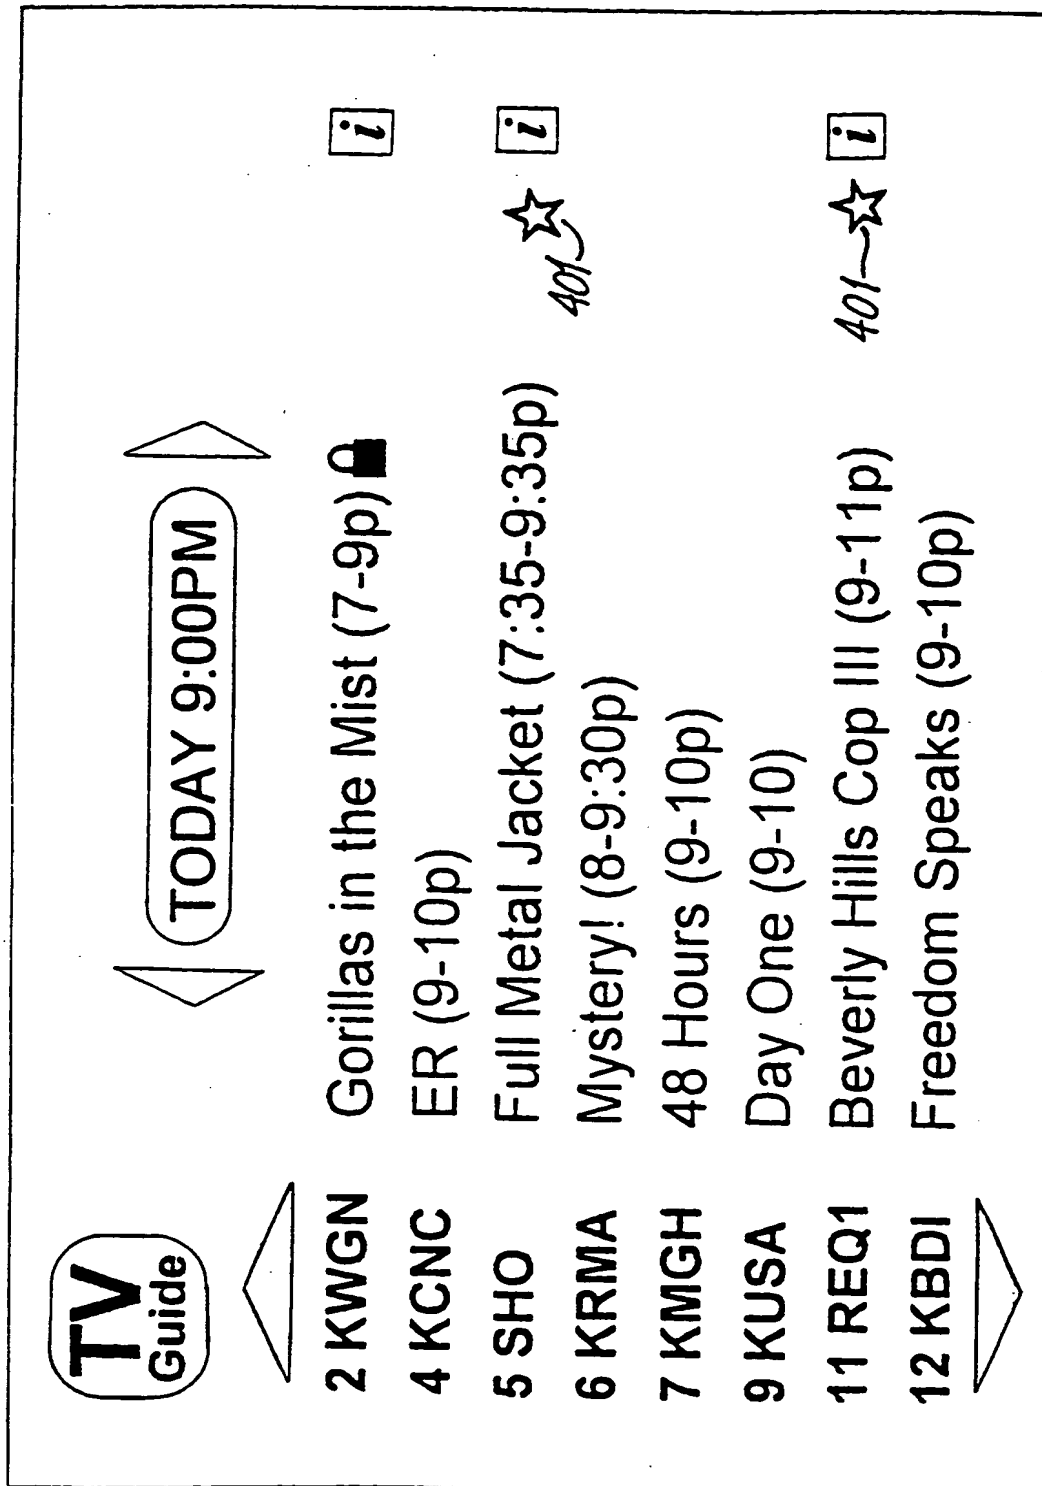 TV
Guide
TODAY 9:00PM
2 KWGN Gorillas in the Mist (7-9p) i
4 KCNC ER (9-10p)
5 SHO Full Metal Jacket (7:35-9:35p) i
401
6 KRMA Mystery! (8-9:30p)
7 KMGH 48 Hours (9-10p)
9 KUSA Day One (9-10)
11 REQ1 Beverly Hills Cop III (9-11p) 401 i
12 KBDI Freedom Speaks (9-10p)